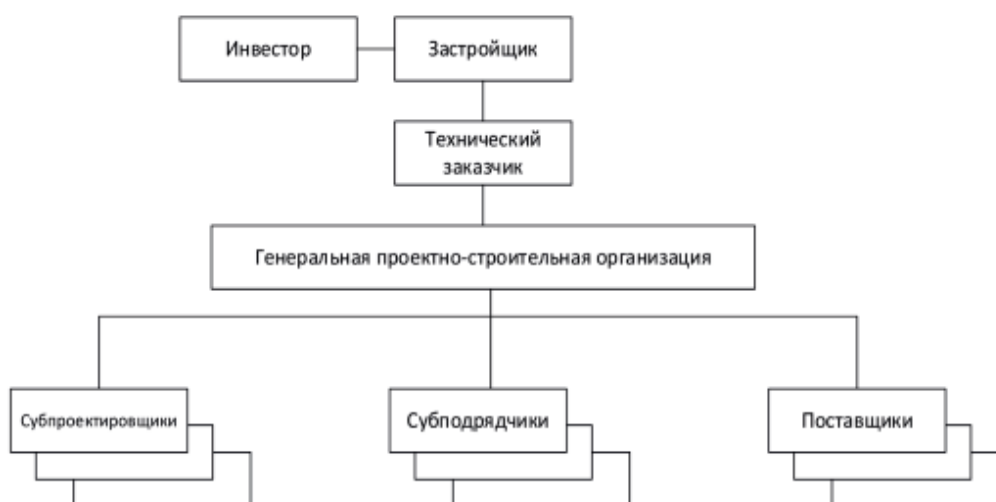 Инвестор
Застройщик
Технический
заказчик
Генеральная проектно-строительная организация
Субпроектировщики
Субподрядчики
Поставщики